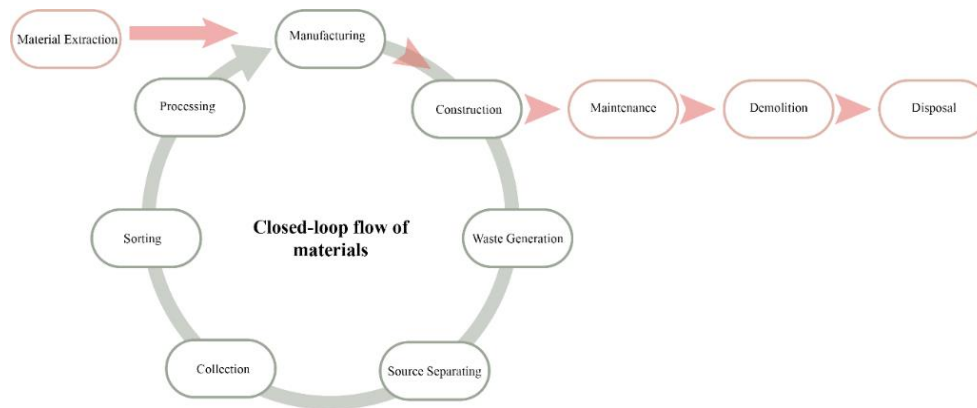 Material Extraction
Manufacturing
Processing
Construction
Maintenance
Demolition
Disposal
Closed-loop flow of
materials
Sorting
Waste Generation
Collection
Source Separating